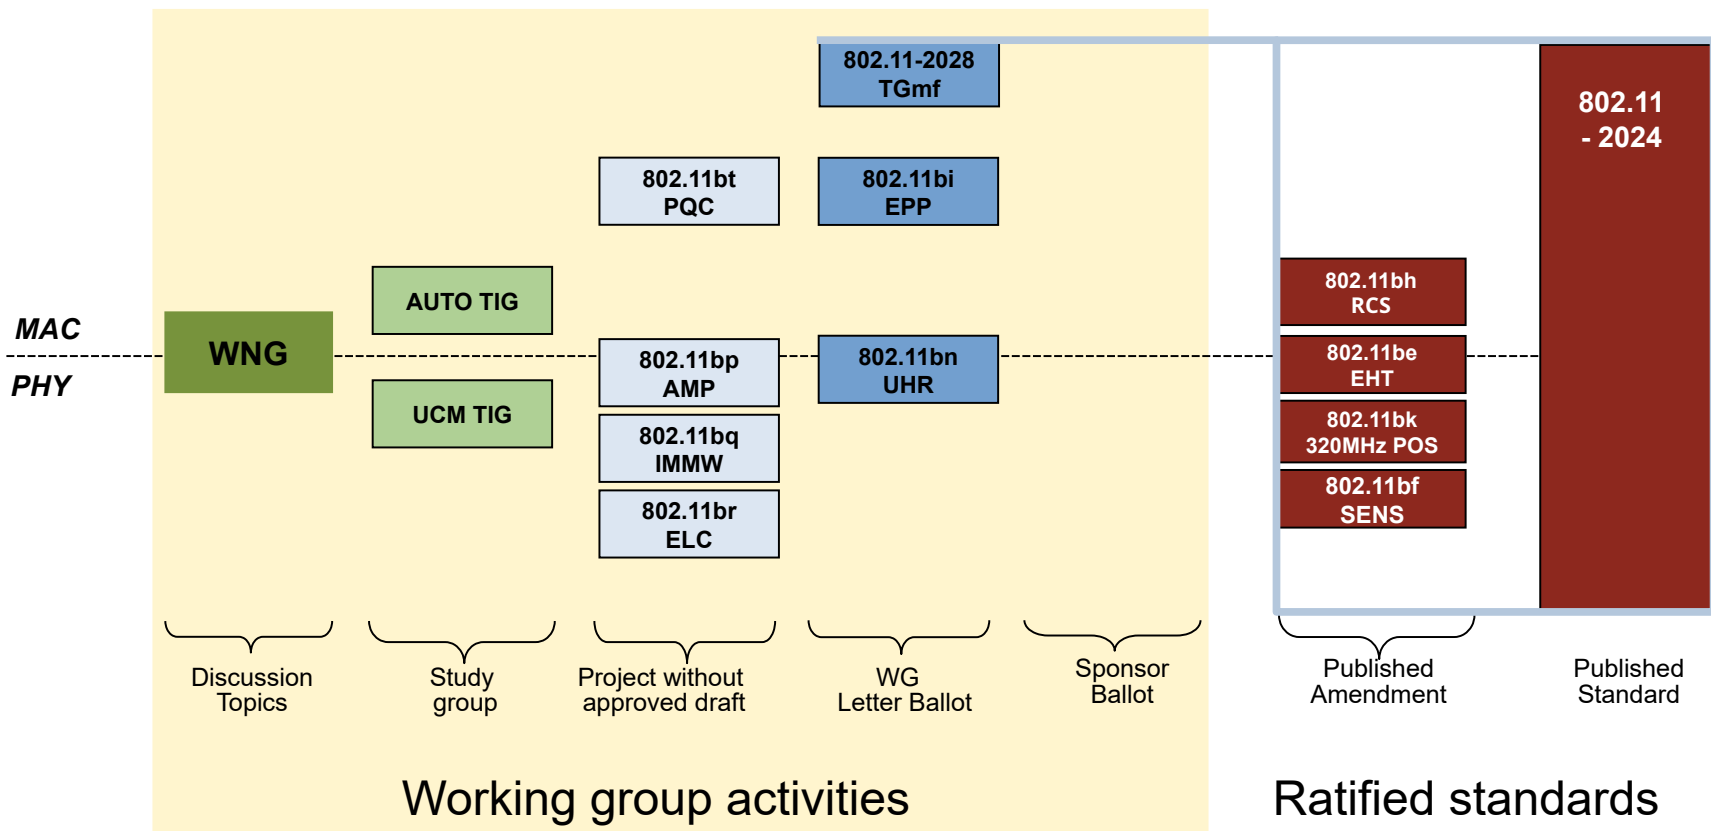 802.11-2028
TGmf
802.11
- 2024
802.11bt
PQC
802.11bi
EPP
AUTO TIG
802.11bh
RCS
MAC
WNG
PHY
802.11bp
AMP
802.11bn
UHR
802.11be
EHT
UCM TIG
802.11bq
IMMW
802.11bk
320MHz POS
802.11br
ELC
802.11bf
SENS
Discussion
Topics
Study
group
Project without
approved draft
WG
Letter Ballot
Sponsor
Ballot
Published
Amendment
Published
Standard
Working group activities
Ratified standards